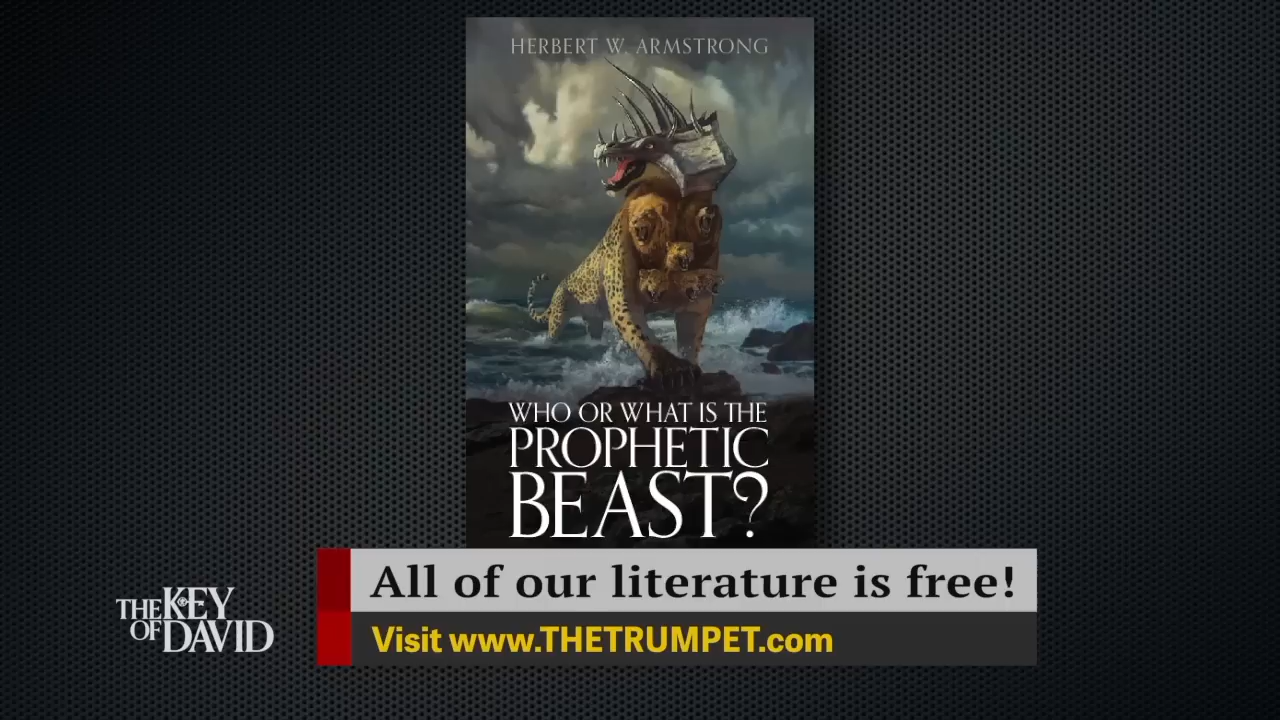 HERBERT W. ARMSTRONG
WHO OR WHAT IS THE
PROPHETIC
BEAST?
All of our literature is free!
Visit www.THETRUMPET.com
THE KEY
OF DAVID